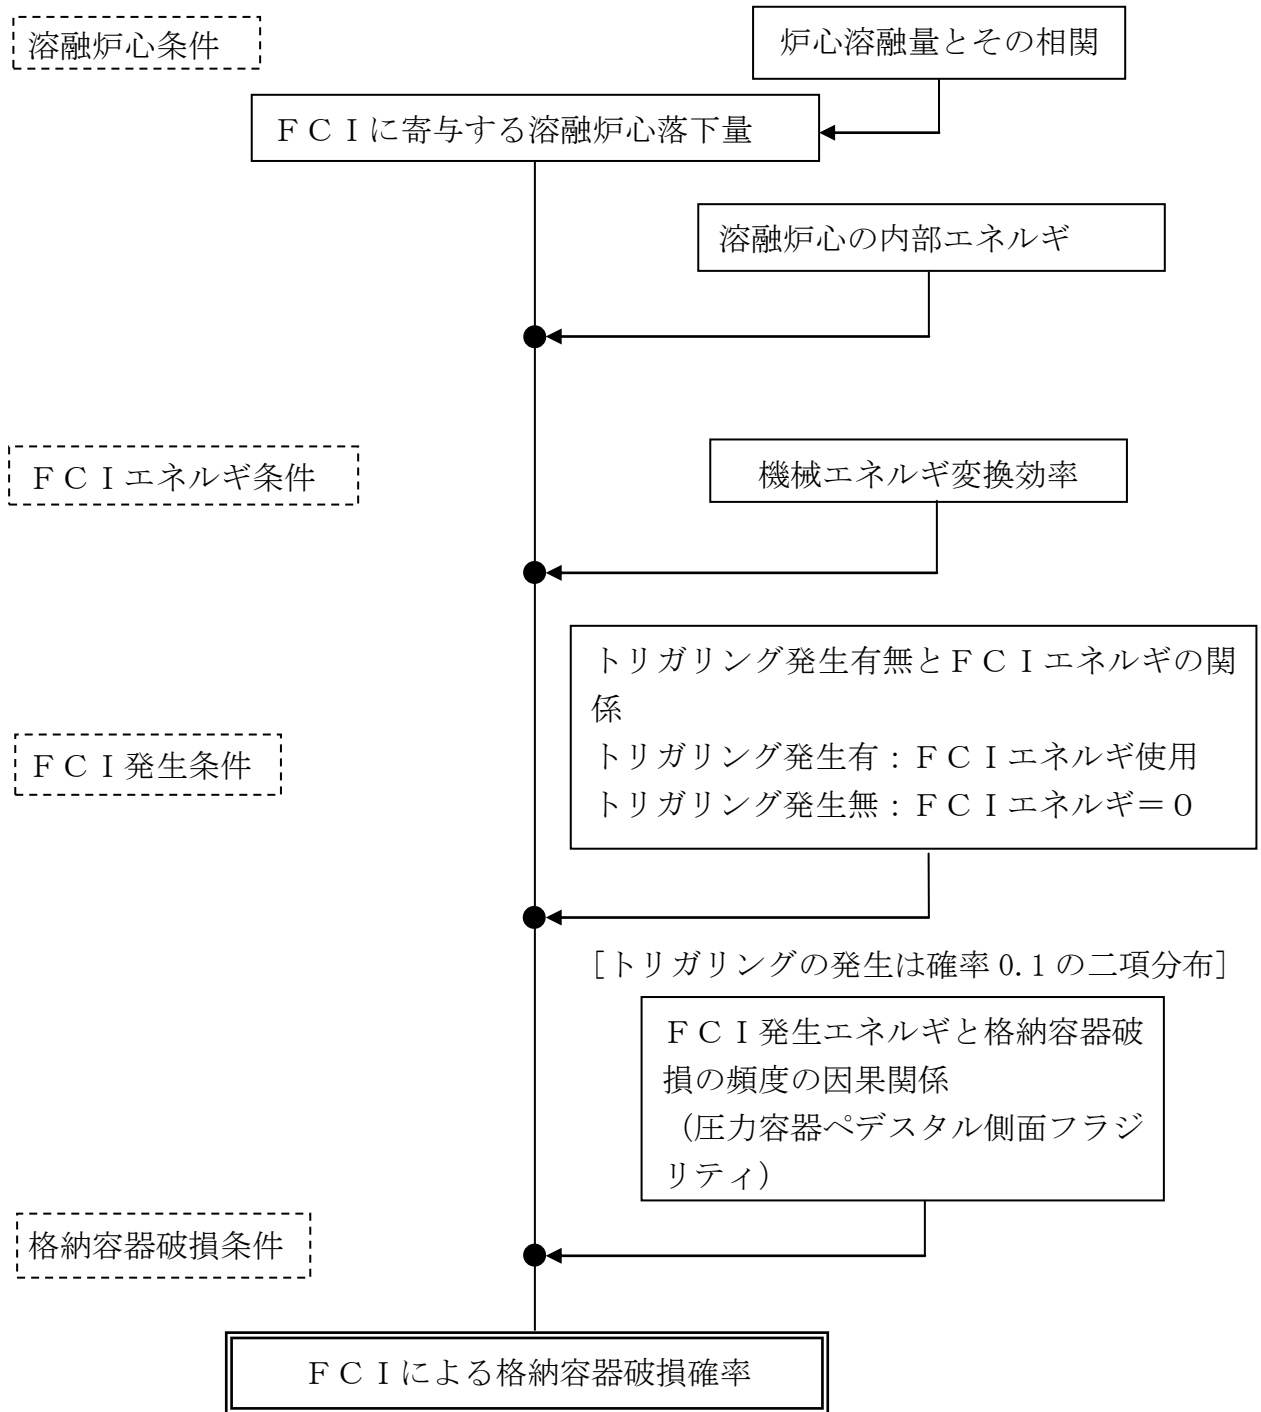 溶融炉心条件
炉心溶融量とその相関
ＦＣＩに寄与する溶融炉心落下量
溶融炉心の内部エネルギ
ＦＣＩエネルギ条件
機械エネルギ変換効率
トリガリング発生有無とＦＣＩエネルギの関
係
トリガリング発生有：ＦＣＩエネルギ使用
トリガリング発生無：ＦＣＩエネルギ＝０
ＦＣＩ発生条件
［トリガリングの発生は確率 0.1 の二項分布］
ＦＣＩ発生エネルギと格納容器破
損の頻度の因果関係
（圧力容器ペデスタル側面フラジ
リティ）
格納容器破損条件
ＦＣＩによる格納容器破損確率